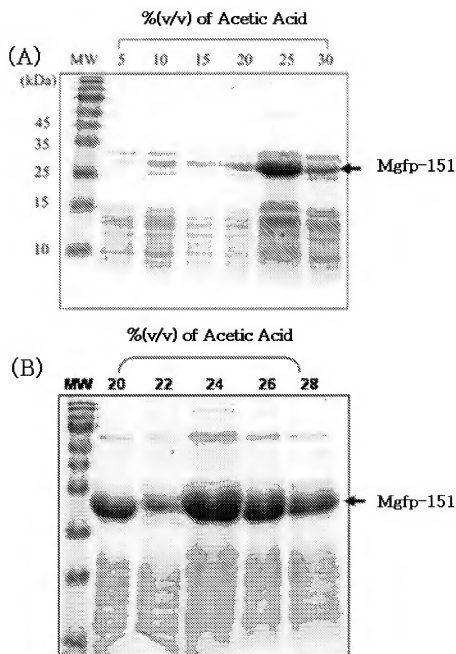 %(v/v) of Acetic Acid
(A) MW 5 10 15 20 25 30
(kDa)
45
35
25
15
10
Mgfp-151
%(v/v) of Acetic Acid
(B) MW 20 22 24 26 28
Mgfp-151